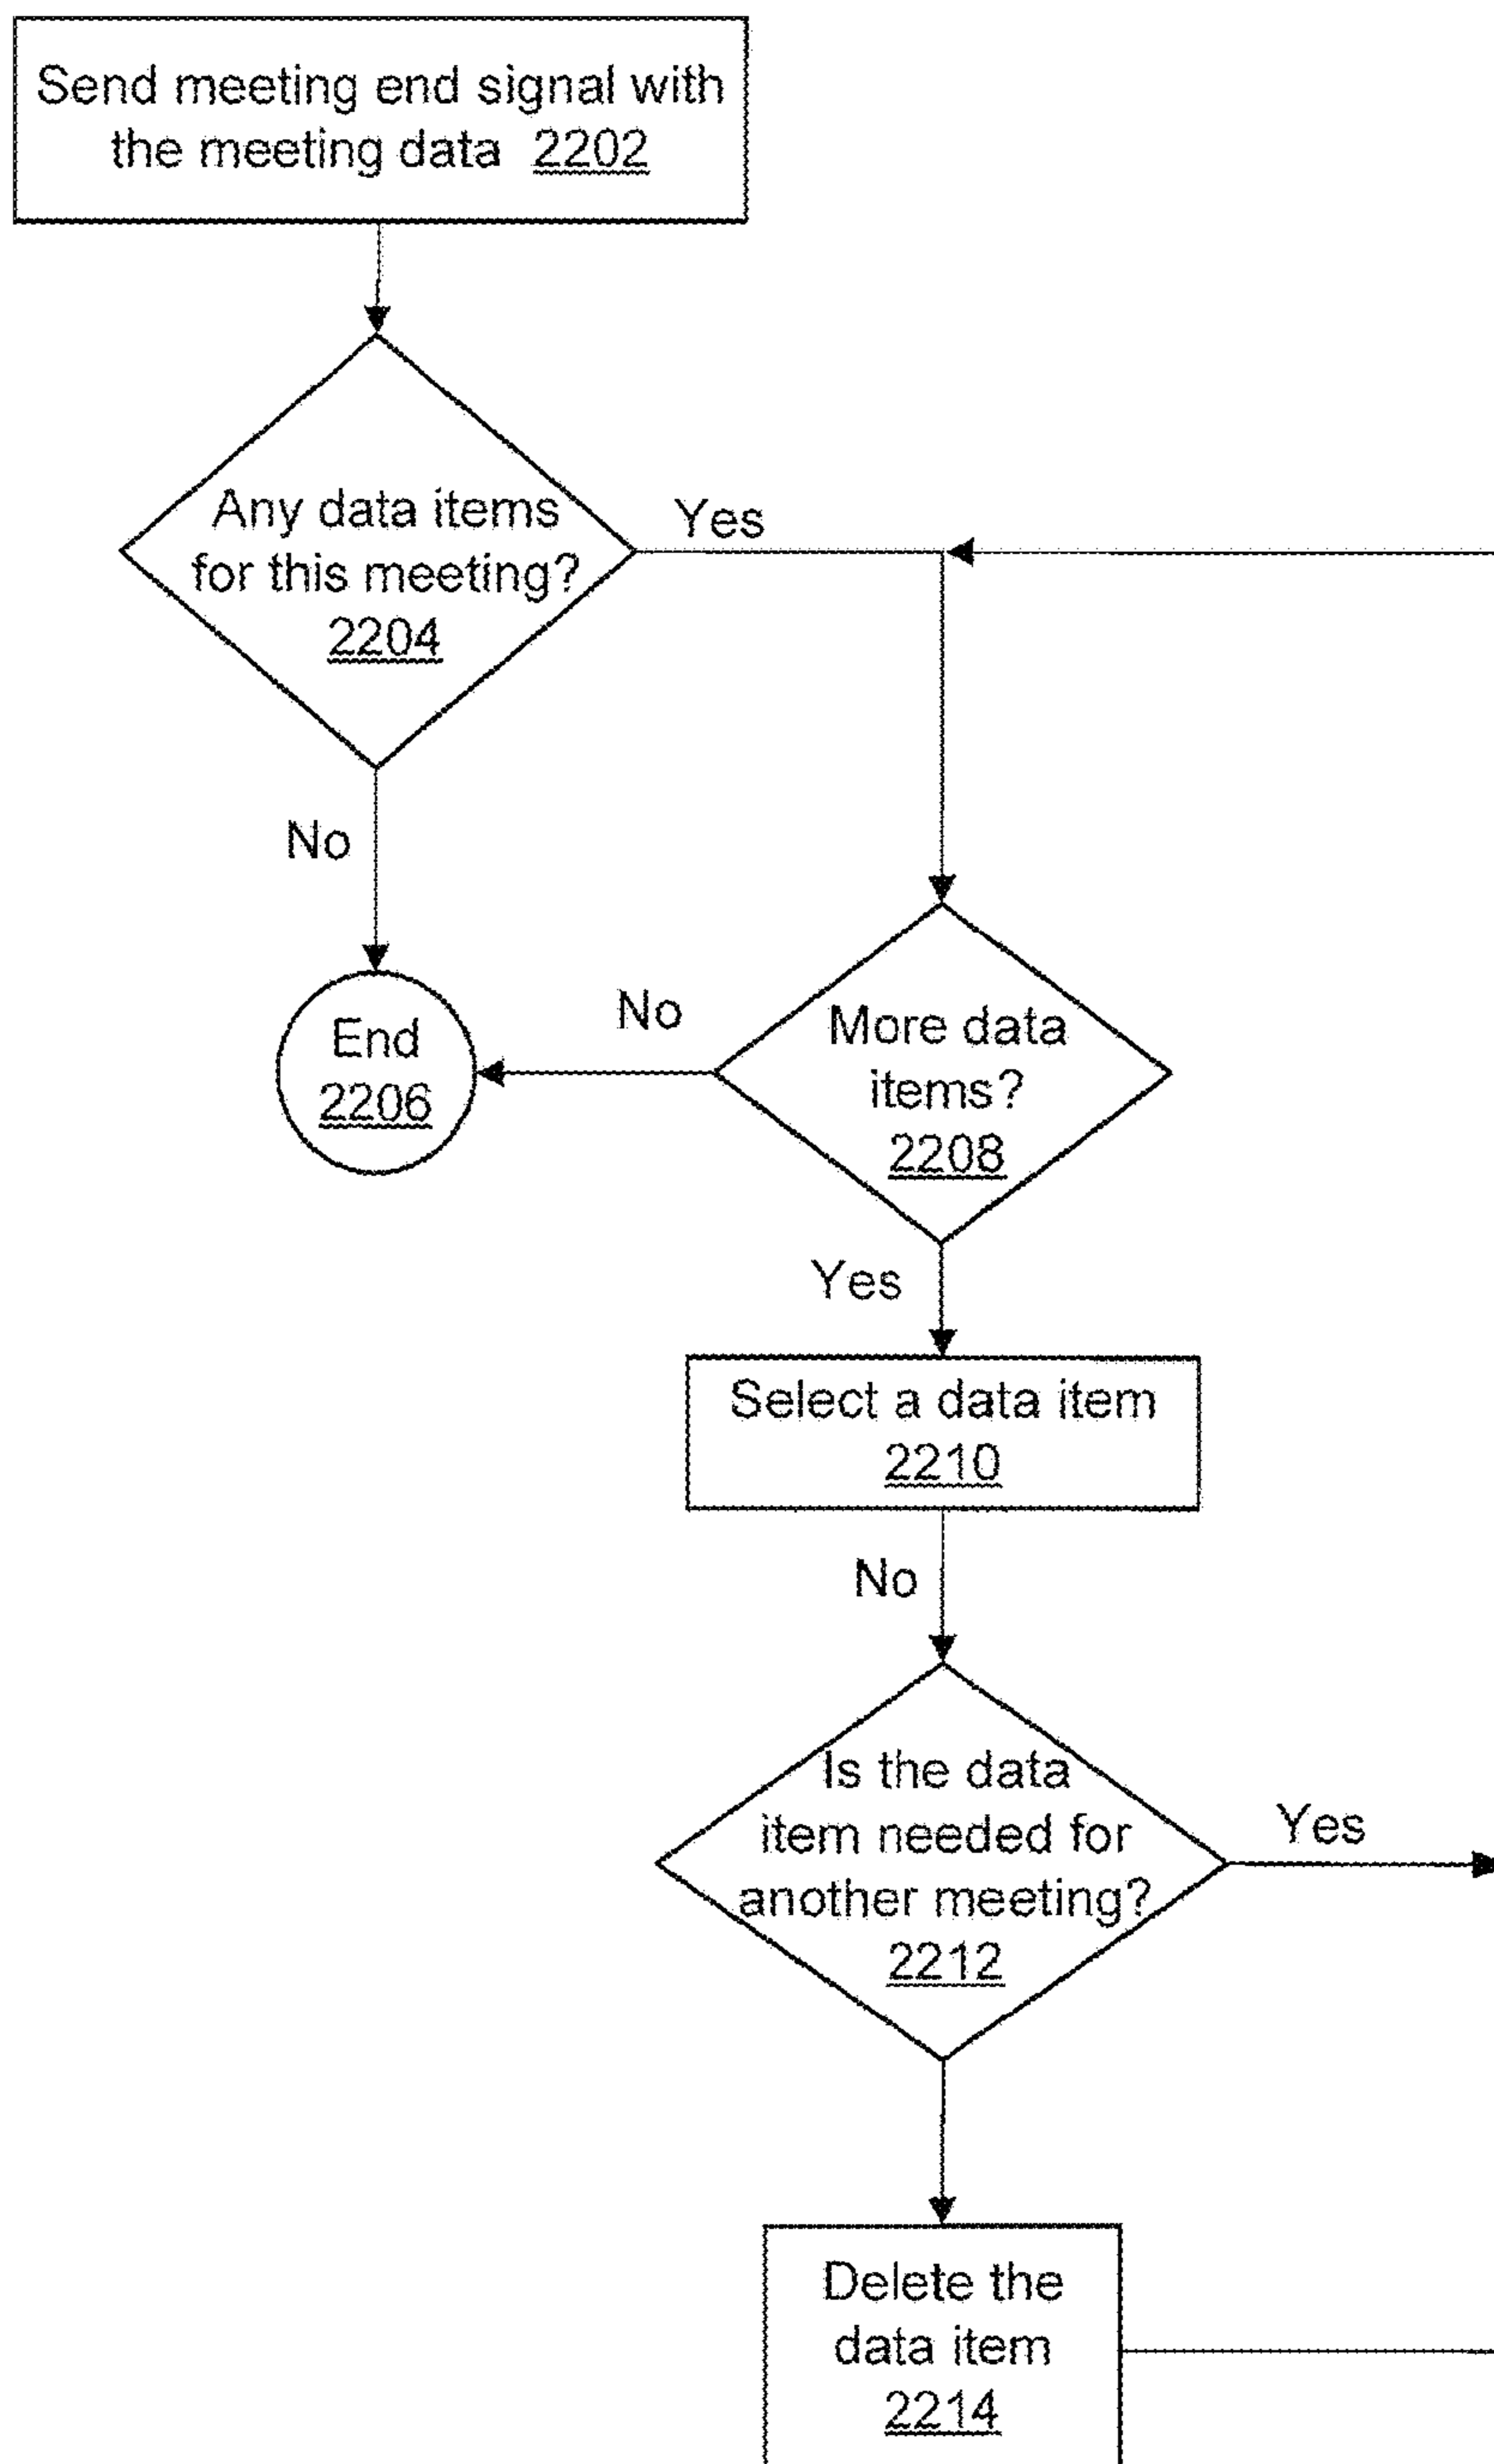 Send meeting end signal with
the meeting data 2202
Any data items
for this meeting?
2204
Yes
No
End
2206
No
More data
items?
2208
Yes
Select a data item
2210
No
Is the data
item needed for
another meeting?
2212
Yes
Delete the
data item
2214